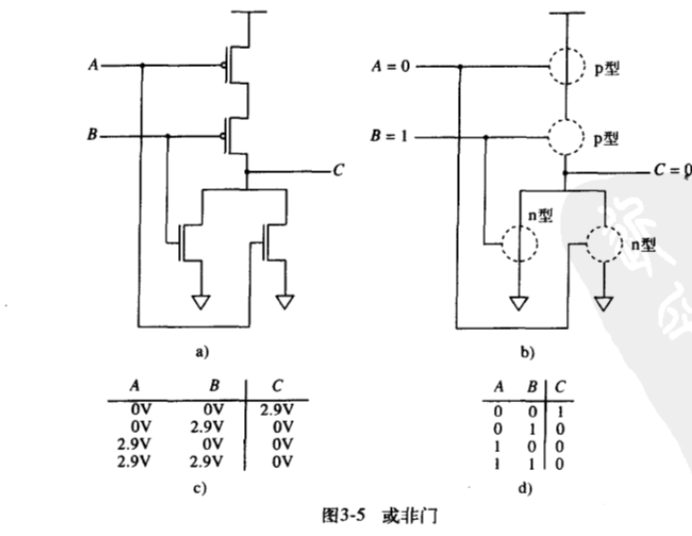 A
B
C
a)
A = 0
p型
B = 1
p型
C = 0
n型
n型
b)
A B C
0V 0V 2.9V
0V 2.9V 0V
2.9V 0V 0V
2.9V 2.9V 0V
c)
A B C
0 0 1
0 1 0
1 0 0
1 1 0
d)
图3-5 或非门